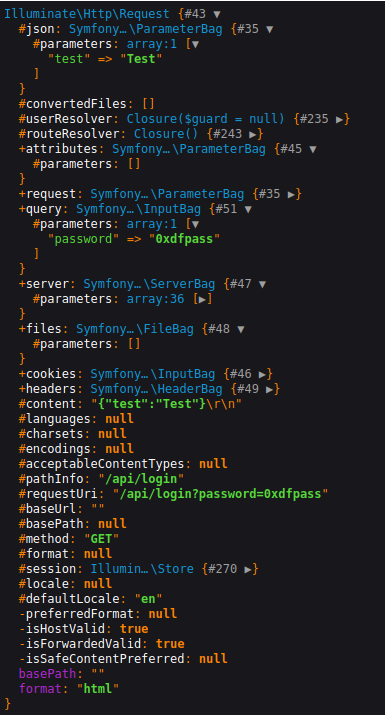 Illuminate\Http\Request {#43 ▼
  #json: Symfony…\ParameterBag {#35 ▼
    #parameters: array:1 [▼
      "test" => "Test"
    ]
  }
  #convertedFiles: []
  #userResolver: Closure($guard = null) {#235 ▶}
  #routeResolver: Closure() {#243 ▶}
  +attributes: Symfony…\ParameterBag {#45 ▼
    #parameters: []
  }
  +request: Symfony…\ParameterBag {#35 ▶}
  +query: Symfony…\InputBag {#51 ▼
    #parameters: array:1 [▼
      "password" => "0xdfpass"
    ]
  }
  +server: Symfony…\ServerBag {#47 ▼
    #parameters: array:36 [▶]
  }
  +files: Symfony…\FileBag {#48 ▼
    #parameters: []
  }
  +cookies: Symfony…\InputBag {#46 ▶}
  +headers: Symfony…\HeaderBag {#49 ▶}
  #content: "{"test":"Test"}\r\n"
  #languages: null
  #charsets: null
  #encodings: null
  #acceptableContentTypes: null
  #pathInfo: "/api/login"
  #requestUri: "/api/login?password=0xdfpass"
  #baseUrl: ""
  #basePath: null
  #method: "GET"
  #format: null
  #session: Illumin…\Store {#270 ▶}
  #locale: null
  #defaultLocale: "en"
  -preferredFormat: null
  -isHostValid: true
  -isForwardedValid: true
  -isSafeContentPreferred: null
  basePath: ""
  format: "html"
}